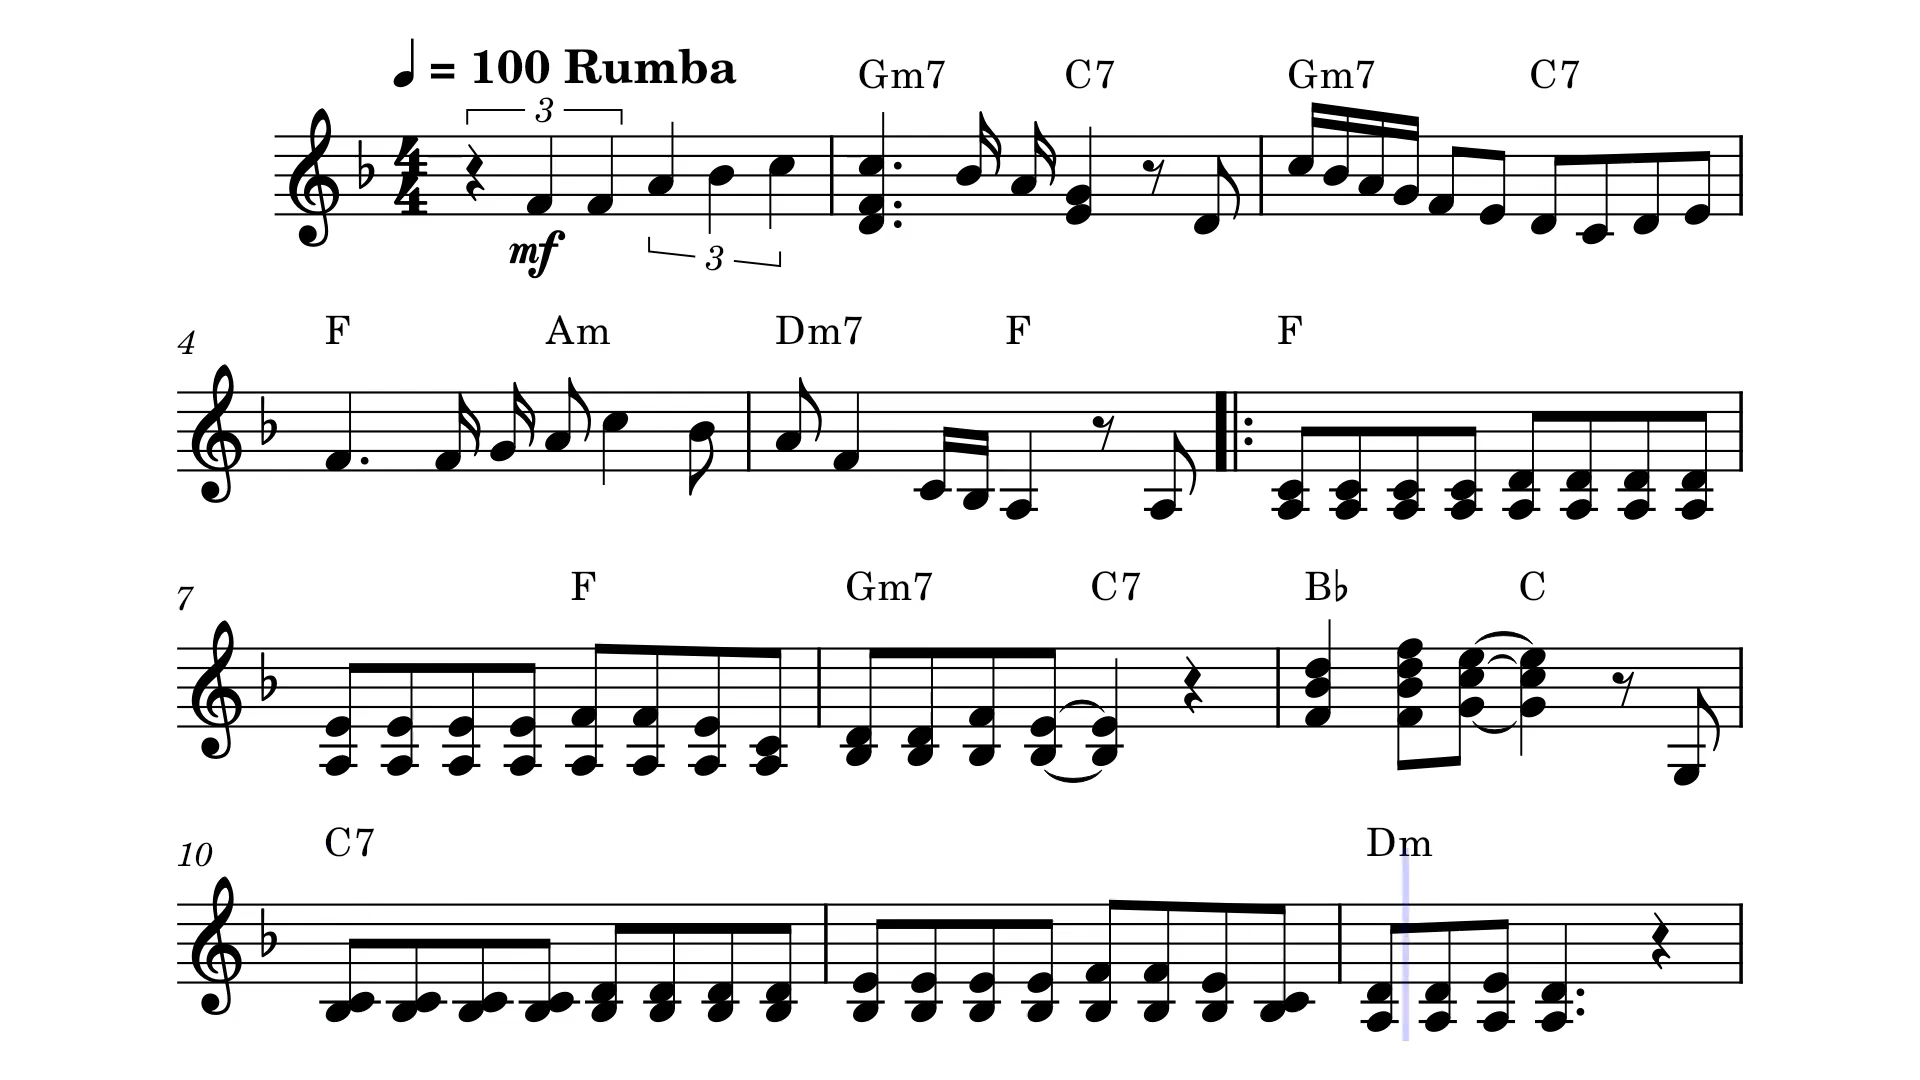 ♩ = 100 Rumba
3 Gm7 C7 Gm7 C7
mf 3
4 F Am Dm7 F F
7 F Gm7 C7 B♭ C
10 C7 Dm